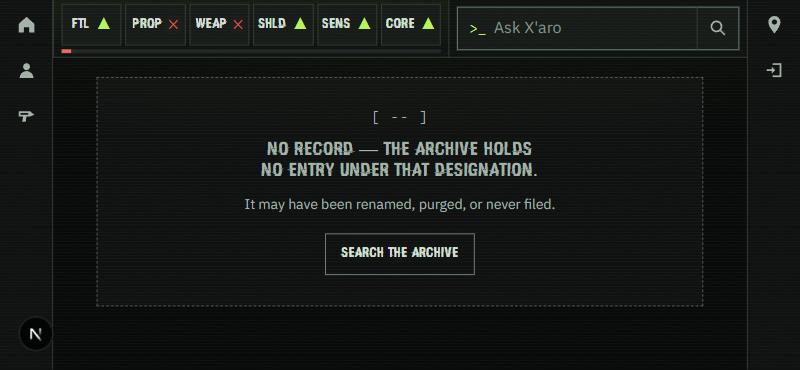 FTL
PROP
WEAP
SHLD
SENS
CORE
>_ Ask X'aro
[ -- ]
NO RECORD — THE ARCHIVE HOLDS
NO ENTRY UNDER THAT DESIGNATION.
It may have been renamed, purged, or never filed.
SEARCH THE ARCHIVE
N